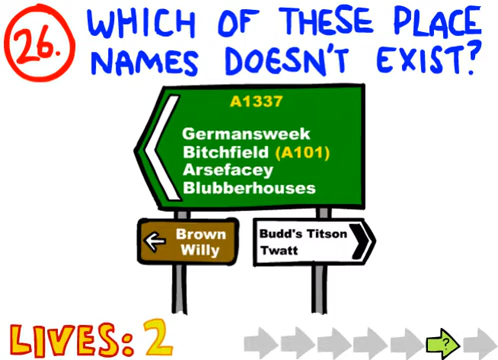 26.
WHICH OF THESE PLACE
NAMES DOESN'T EXIST?
A1337
Germansweek
Bitchfield (A101)
Arsefacey
Blubberhouses
Brown
Willy
Budd's Titson
Twatt
LIVES: 2
?